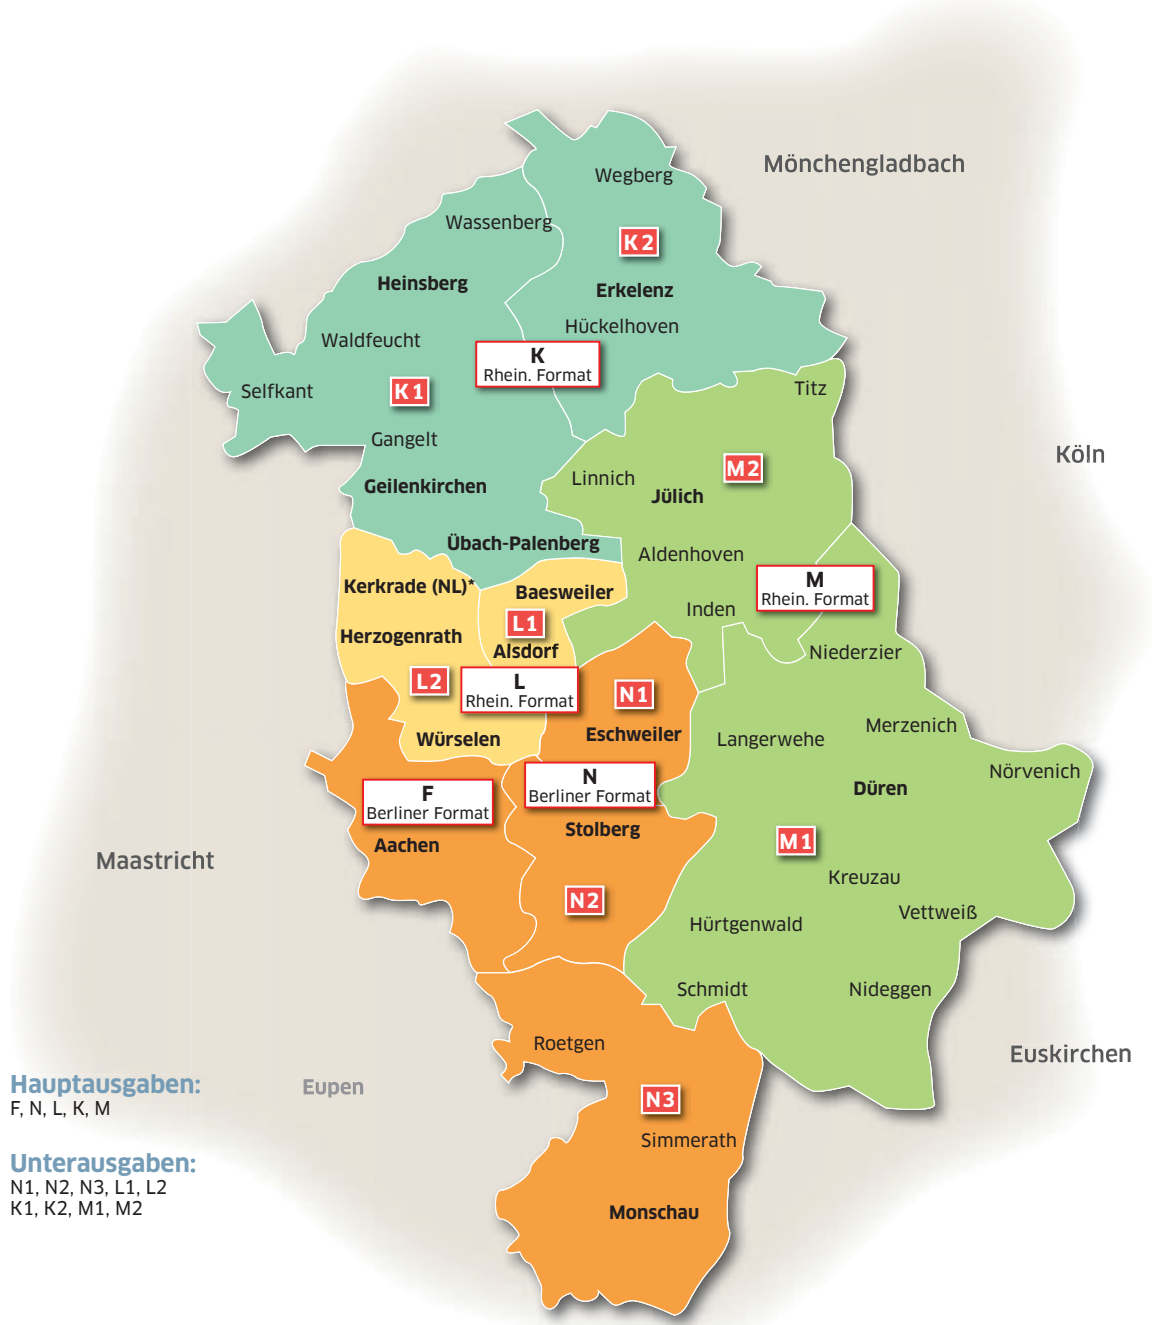 Mönchengladbach
Wegberg
Wassenberg
K2
Heinsberg
Erkelenz
Hückelhoven
Waldfeucht
K
Rhein. Format
Selfkant
K1
Titz
Gangelt
Köln
Linnich
M2
Geilenkirchen
Jülich
Übach-Palenberg
Aldenhoven
Kerkrade (NL)*
Baesweiler
M
Rhein. Format
Inden
L1
Herzogenrath
Alsdorf
Niederzier
L2
L
Rhein. Format
N1
Merzenich
Würselen
Eschweiler
Langerwehe
Nörvenich
N
Berliner Format
Düren
F
Berliner Format
Stolberg
Aachen
M1
Maastricht
Kreuzau
N2
Vettweiß
Hürtgenwald
Schmidt
Nideggen
Roetgen
Euskirchen
Eupen
Hauptausgaben:
F, N, L, K, M
N3
Simmerath
Unterausgaben:
N1, N2, N3, L1, L2
K1, K2, M1, M2
Monschau